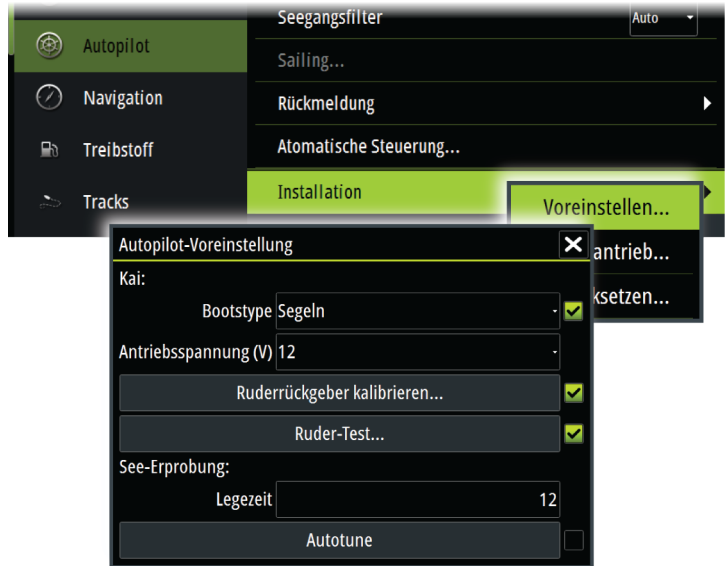 Seegangsfilter Auto
Autopilot
Sailing...
Navigation
Rückmeldung
Treibstoff
Atomatische Steuerung...
Tracks
Installation
Voreinstellen...
antrieb...
ksetzen...
Autopilot-Voreinstellung
Kai:
Bootstype Segeln
Antriebsspannung (V) 12
Ruderrückgeber kalibrieren...
Ruder-Test...
See-Erprobung:
Legezeit 12
Autotune